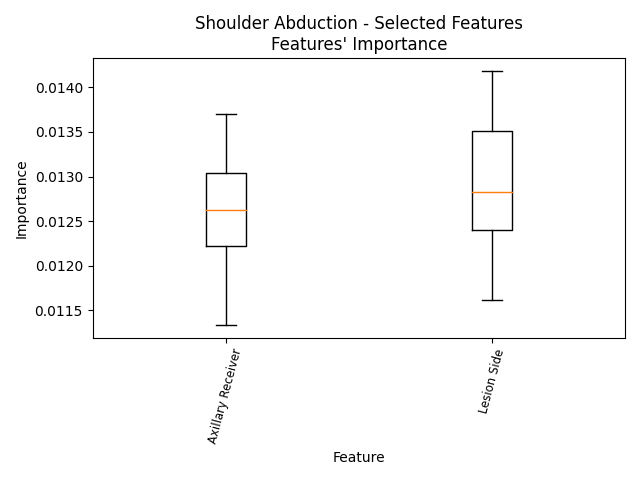 Shoulder Abduction - Selected Features
Features' Importance
0.0140
0.0135
0.0130
0.0125
0.0120
0.0115
Importance
Axillary Receiver
Lesion Side
Feature